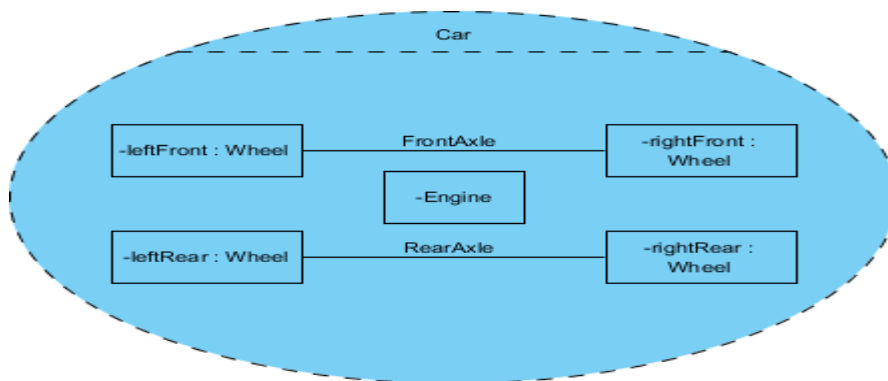 Car
-leftFront : Wheel
FrontAxle
-rightFront :
Wheel
-Engine
-leftRear : Wheel
RearAxle
-rightRear :
Wheel